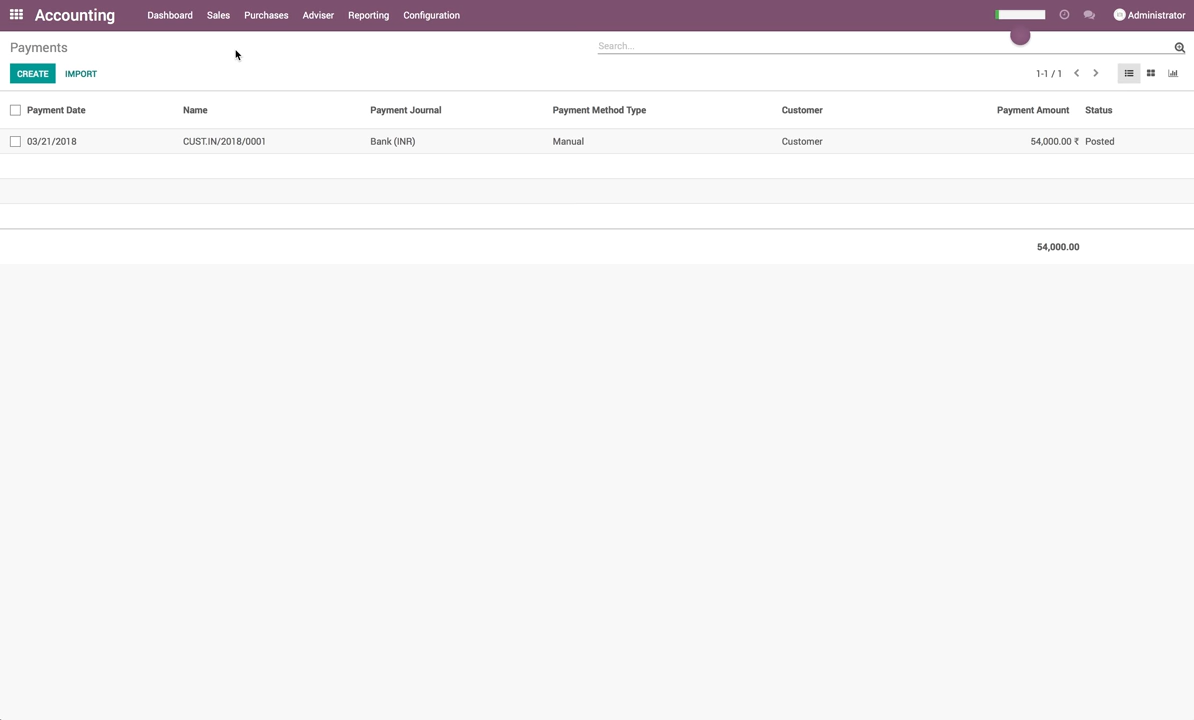 Accounting Dashboard Sales Purchases Adviser Reporting Configuration Administrator
Payments Search...
CREATE IMPORT 1-1 / 1
Payment Date Name Payment Journal Payment Method Type Customer Payment Amount Status
03/21/2018 CUST.IN/2018/0001 Bank (INR) Manual Customer 54,000.00 ₹ Posted
54,000.00